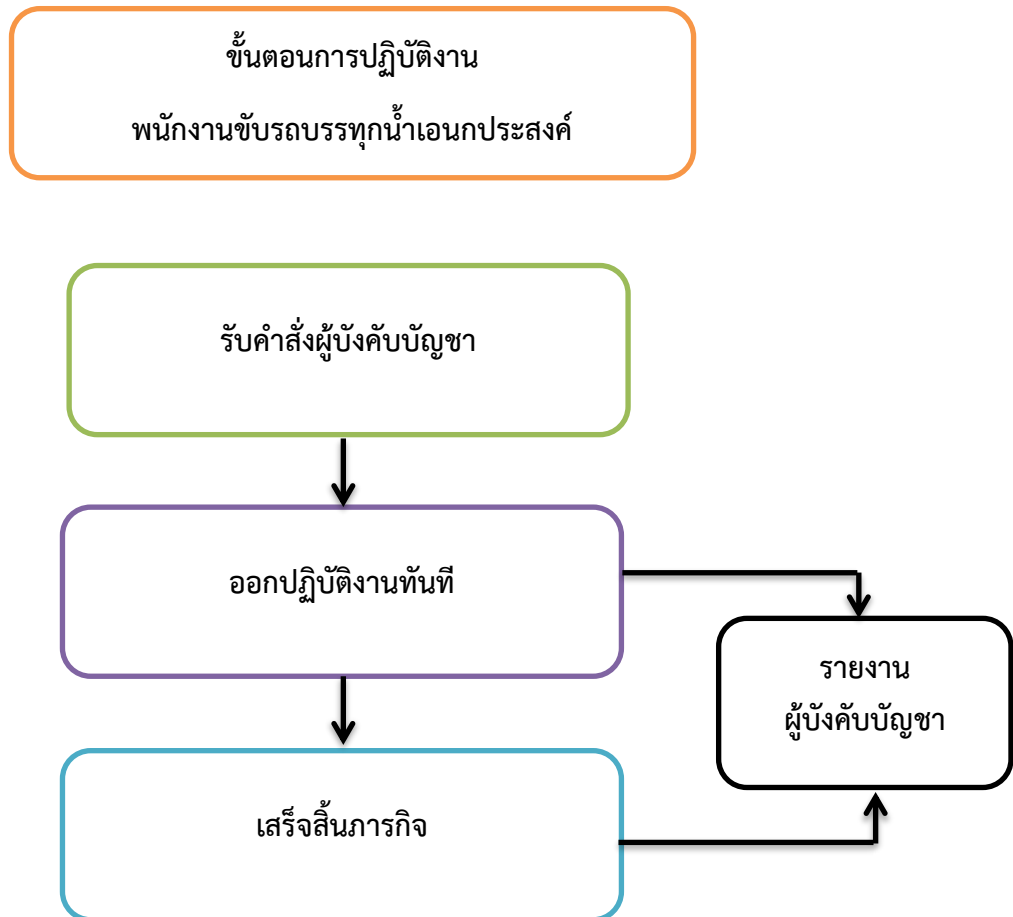 ขั้นตอนการปฏิบัติงาน
พนักงานขับรถบรรทุกน้ำเอนกประสงค์
รับคำสั่งผู้บังคับบัญชา
ออกปฏิบัติงานทันที
รายงาน
ผู้บังคับบัญชา
เสร็จสิ้นภารกิจ